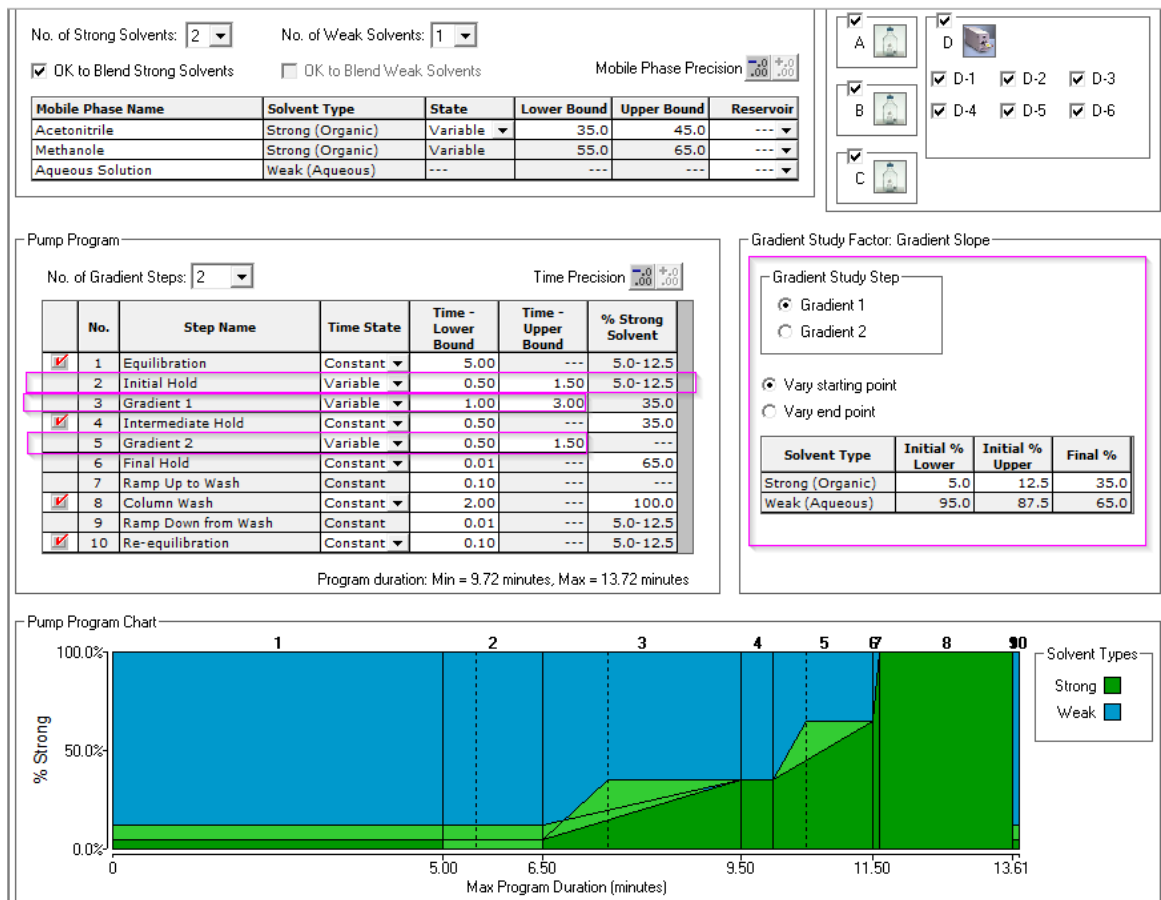 No. of Strong Solvents: 2 No. of Weak Solvents: 1
OK to Blend Strong Solvents OK to Blend Weak Solvents Mobile Phase Precision -.0 .00 +.0 .00
Mobile Phase Name Solvent Type State Lower Bound Upper Bound Reservoir
Acetonitrile Strong (Organic) Variable 35.0 45.0 ---
Methanole Strong (Organic) Variable 55.0 65.0 ---
Aqueous Solution Weak (Aqueous) --- --- --- ---
A
B
C
D
D-1 D-2 D-3
D-4 D-5 D-6
Pump Program
No. of Gradient Steps: 2 Time Precision -.0 .00 +.0 .00
No. Step Name Time State Time - Lower Bound Time - Upper Bound % Strong Solvent
1 Equilibration Constant 5.00 --- 5.0-12.5
2 Initial Hold Variable 0.50 1.50 5.0-12.5
3 Gradient 1 Variable 1.00 3.00 35.0
4 Intermediate Hold Constant 0.50 --- 35.0
5 Gradient 2 Variable 0.50 1.50 ---
6 Final Hold Constant 0.01 --- 65.0
7 Ramp Up to Wash Constant 0.10 --- ---
8 Column Wash Constant 2.00 --- 100.0
9 Ramp Down from Wash Constant 0.01 --- 5.0-12.5
10 Re-equilibration Constant 0.10 --- 5.0-12.5
Program duration: Min = 9.72 minutes, Max = 13.72 minutes
Gradient Study Factor: Gradient Slope
Gradient Study Step
Gradient 1
Gradient 2
Vary starting point
Vary end point
Solvent Type Initial % Lower Initial % Upper Final %
Strong (Organic) 5.0 12.5 35.0
Weak (Aqueous) 95.0 87.5 65.0
Pump Program Chart
1 2 3 4 5 6 7 8 9 10
100.0%
50.0%
0.0%
% Strong
0 5.00 6.50 9.50 11.50 13.61
Max Program Duration (minutes)
Solvent Types
Strong
Weak